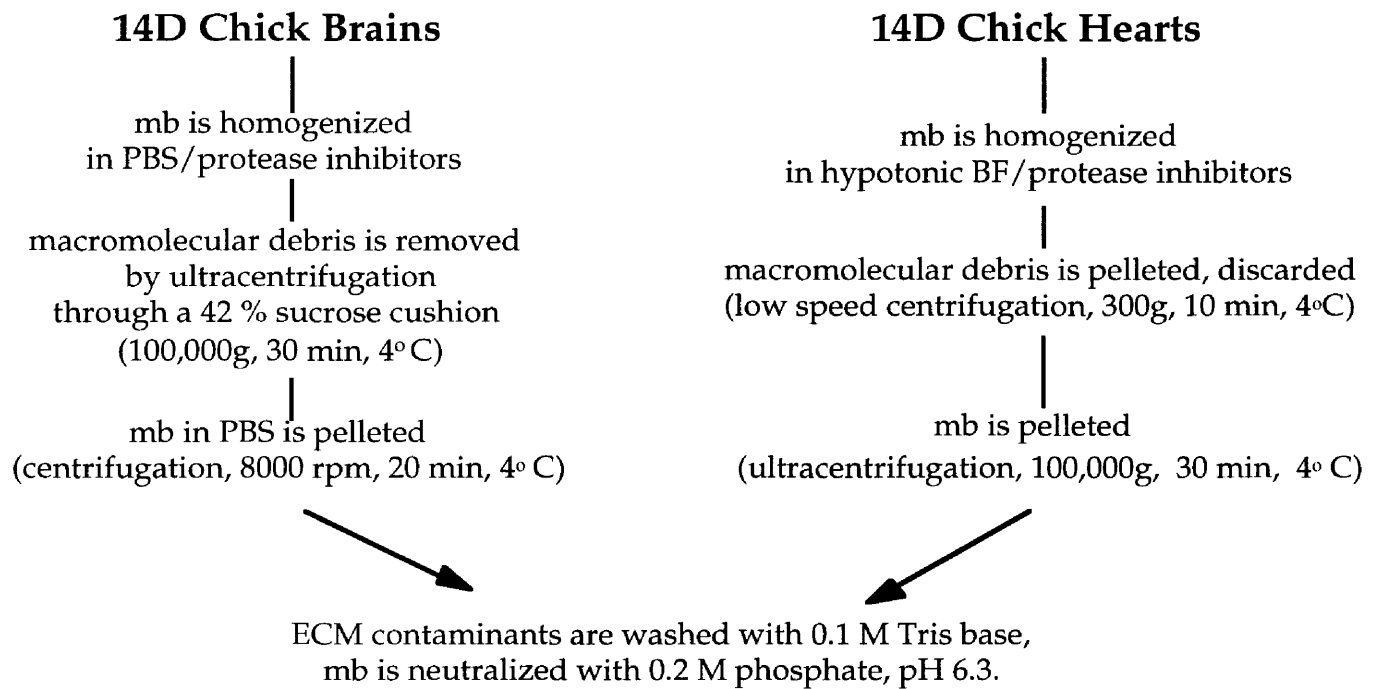 14D Chick Brains
mb is homogenized
in PBS/protease inhibitors
macromolecular debris is removed
by ultracentrifugation
through a 42 % sucrose cushion
(100,000g, 30 min, 4º C)
mb in PBS is pelleted
(centrifugation, 8000 rpm, 20 min, 4º C)
14D Chick Hearts
mb is homogenized
in hypotonic BF/protease inhibitors
macromolecular debris is pelleted, discarded
(low speed centrifugation, 300g, 10 min, 4ºC)
mb is pelleted
(ultracentrifugation, 100,000g, 30 min, 4º C)
ECM contaminants are washed with 0.1 M Tris base,
mb is neutralized with 0.2 M phosphate, pH 6.3.